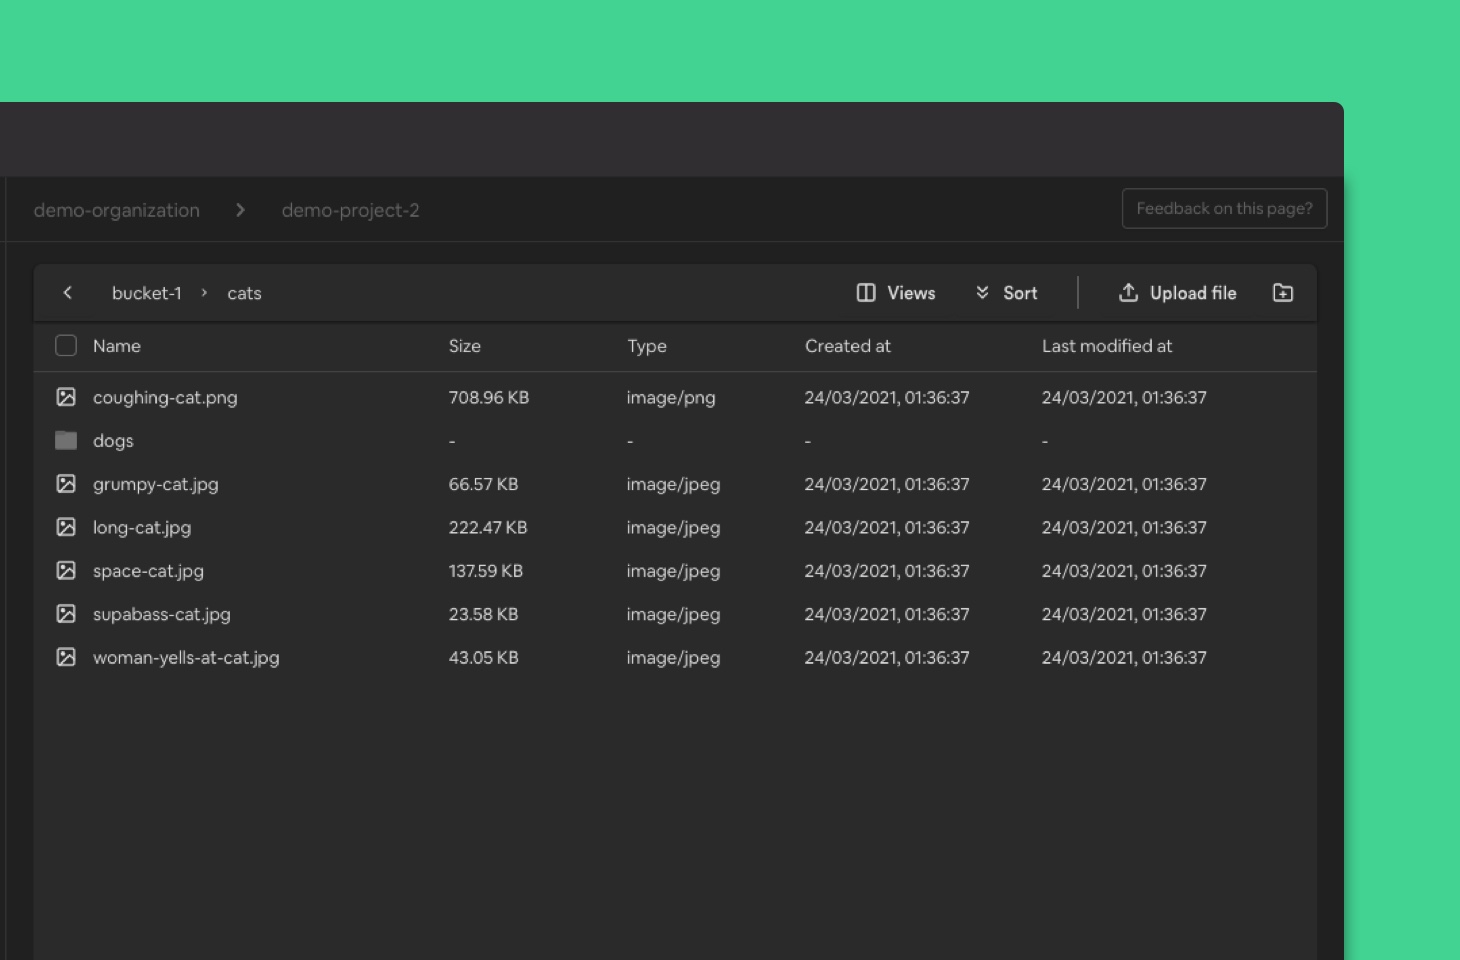 demo-organization > demo-project-2 Feedback on this page?
< bucket-1 > cats Views Sort Upload file
Name Size Type Created at Last modified at
coughing-cat.png 708.96 KB image/png 24/03/2021, 01:36:37 24/03/2021, 01:36:37
dogs - - - -
grumpy-cat.jpg 66.57 KB image/jpeg 24/03/2021, 01:36:37 24/03/2021, 01:36:37
long-cat.jpg 222.47 KB image/jpeg 24/03/2021, 01:36:37 24/03/2021, 01:36:37
space-cat.jpg 137.59 KB image/jpeg 24/03/2021, 01:36:37 24/03/2021, 01:36:37
supabass-cat.jpg 23.58 KB image/jpeg 24/03/2021, 01:36:37 24/03/2021, 01:36:37
woman-yells-at-cat.jpg 43.05 KB image/jpeg 24/03/2021, 01:36:37 24/03/2021, 01:36:37